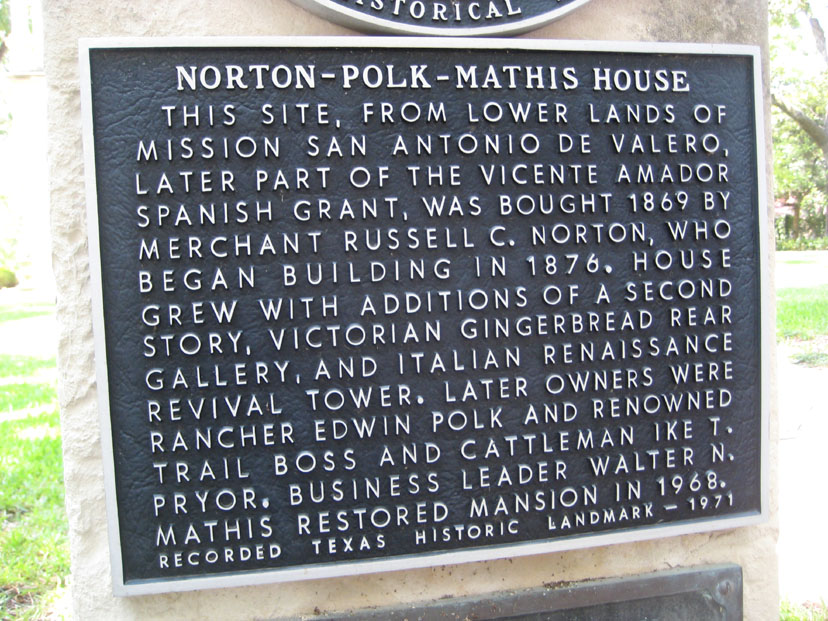 HISTORICAL
NORTON-POLK-MATHIS HOUSE
THIS SITE, FROM LOWER LANDS OF
MISSION SAN ANTONIO DE VALERO,
LATER PART OF THE VICENTE AMADOR
SPANISH GRANT, WAS BOUGHT 1869 BY
MERCHANT RUSSELL C. NORTON, WHO
BEGAN BUILDING IN 1876. HOUSE
GREW WITH ADDITIONS OF A SECOND
STORY, VICTORIAN GINGERBREAD REAR
GALLERY, AND ITALIAN RENAISSANCE
REVIVAL TOWER. LATER OWNERS WERE
RANCHER EDWIN POLK AND RENOWNED
TRAIL BOSS AND CATTLEMAN IKE T.
PRYOR. BUSINESS LEADER WALTER N.
MATHIS RESTORED MANSION IN 1968.
RECORDED TEXAS HISTORIC LANDMARK - 1971